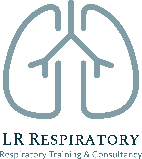 LR RESPIRATORY
Respiratory Training & Consultancy